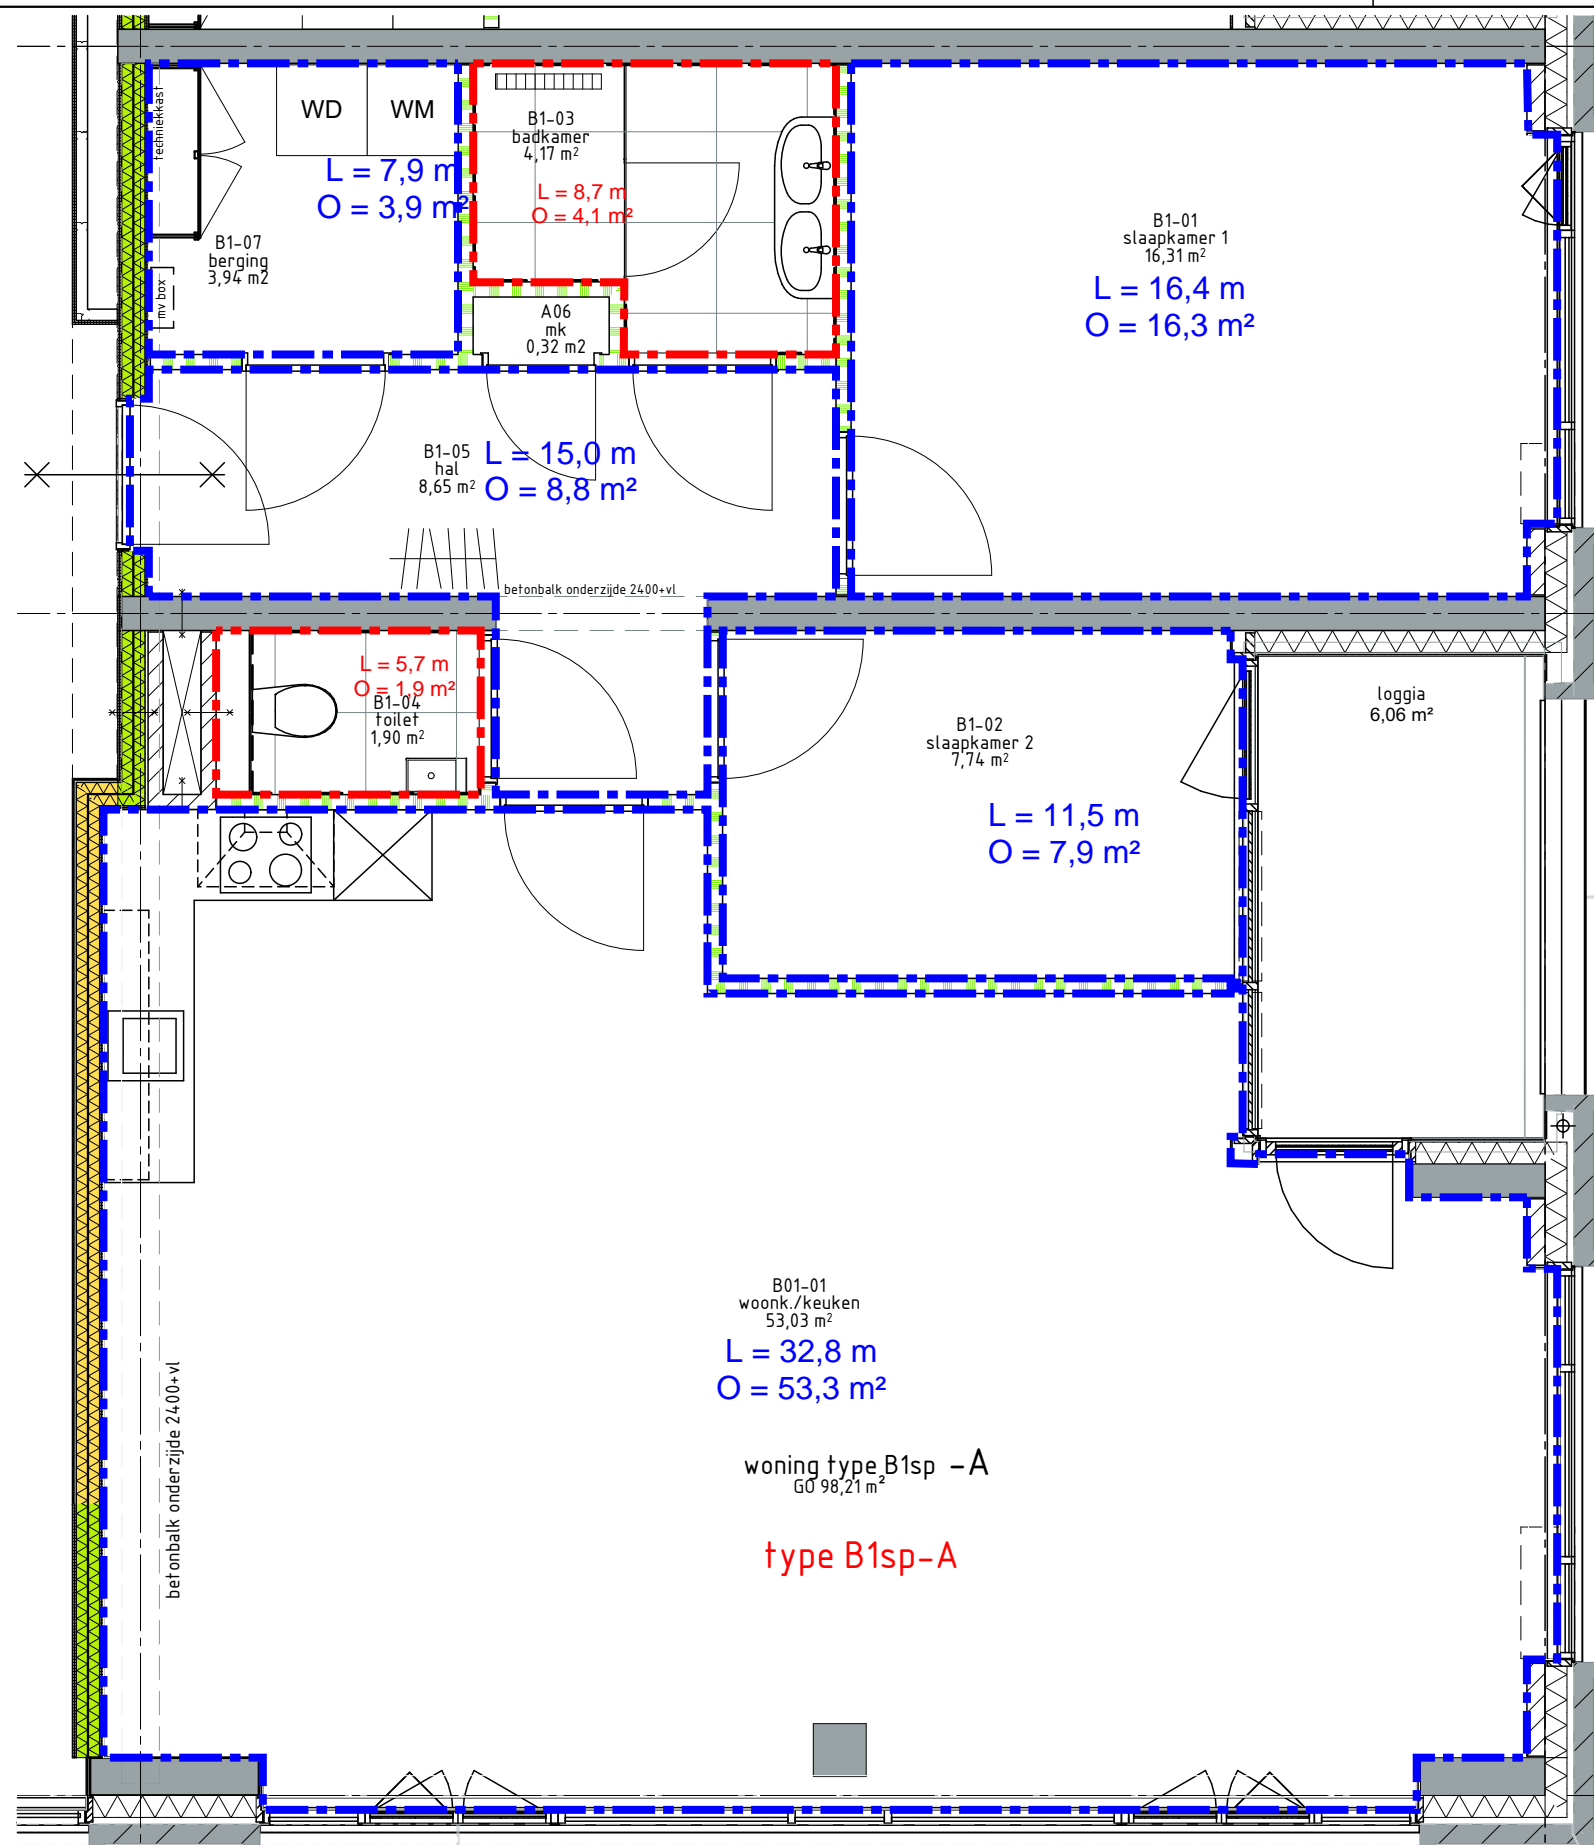 techniekkast
WD
WM
L = 7,9 m
O = 3,9 m²
B1-07
berging
3,94 m2
mv box
B1-03
badkamer
4,17 m²
L = 8,7 m
O = 4,1 m²
A06
mk
0,32 m2
B1-01
slaapkamer 1
16,31 m²
L = 16,4 m
O = 16,3 m²
B1-05
hal
8,65 m²
L = 15,0 m
O = 8,8 m²
betonbalk onderzijde 2400+vl
L = 5,7 m
O = 1,9 m²
B1-04
toilet
1,90 m²
B1-02
slaapkamer 2
7,74 m²
L = 11,5 m
O = 7,9 m²
loggia
6,06 m²
B01-01
woonk./keuken
53,03 m²
L = 32,8 m
O = 53,3 m²
woning type B1sp -A
GO 98,21 m²
type B1sp-A
betonbalk onderzijde 2400+vl